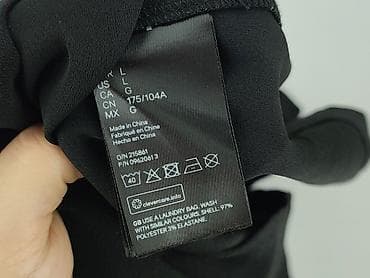 R L
US L
CA G
CN 175/104A
MX G
Made in China
Fabriqué en Chine
Hecho en China
O/N 215861
P/N 09620613
40
clevercare.info
GB USE A LAUNDRY BAG. WASH
WITH SIMILAR COLOURS. SHELL: 97%
POLYESTER 3% ELASTANE.